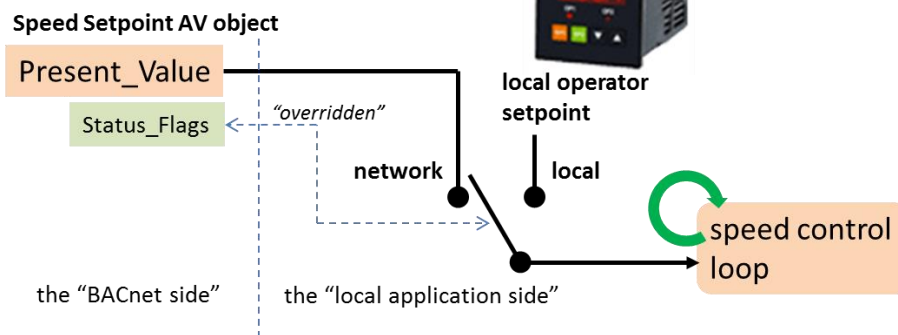 Speed Setpoint AV object
Present_Value
Status_Flags
“overridden”
local operator
setpoint
network
local
speed control
loop
the “BACnet side”
the “local application side”